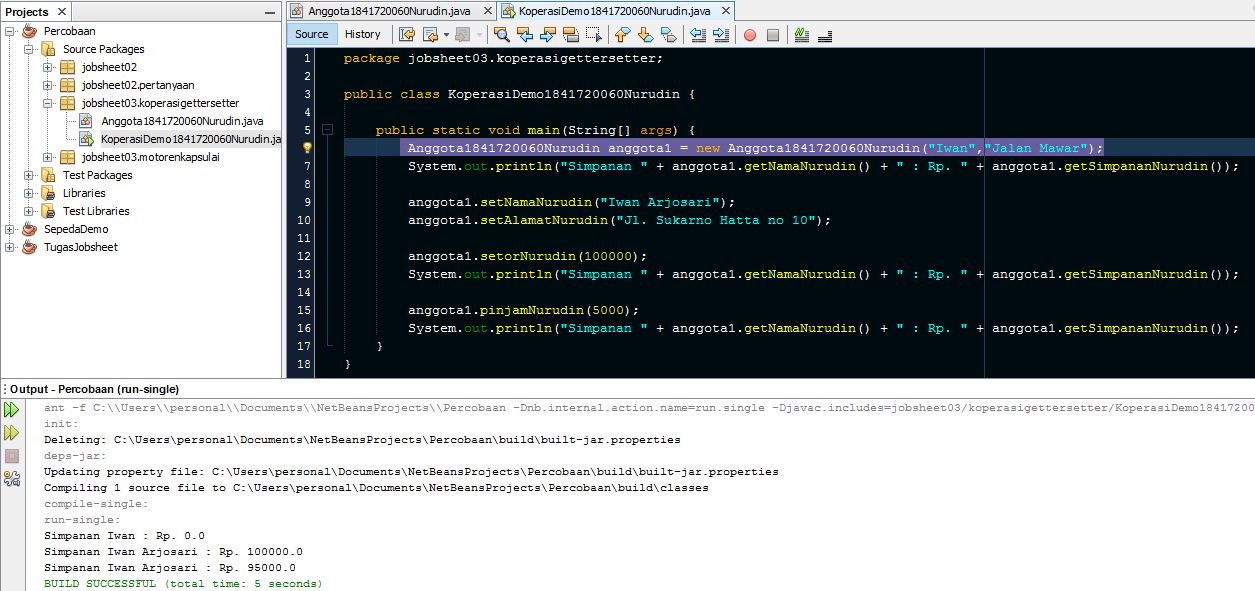 Projects
Percobaan
Source Packages
jobsheet02
jobsheet02.pertanyaan
jobsheet03.koperasigettersetter
Anggota1841720060Nurudin.java
KoperasiDemo1841720060Nurudin.ja
jobsheet03.motorenkapsulai
Test Packages
Libraries
Test Libraries
SepedaDemo
TugasJobsheet
Anggota1841720060Nurudin.java
KoperasiDemo1841720060Nurudin.java
Source History
1 package jobsheet03.koperasigettersetter;
2
3 public class KoperasiDemo1841720060Nurudin {
4
5 public static void main(String[] args) {
Anggota1841720060Nurudin anggota1 = new Anggota1841720060Nurudin("Iwan","Jalan Mawar");
7 System.out.println("Simpanan " + anggota1.getNamaNurudin() + " : Rp. " + anggota1.getSimpananNurudin());
8
9 anggota1.setNamaNurudin("Iwan Arjosari");
10 anggota1.setAlamatNurudin("Jl. Sukarno Hatta no 10");
11
12 anggota1.setorNurudin(100000);
13 System.out.println("Simpanan " + anggota1.getNamaNurudin() + " : Rp. " + anggota1.getSimpananNurudin());
14
15 anggota1.pinjamNurudin(5000);
16 System.out.println("Simpanan " + anggota1.getNamaNurudin() + " : Rp. " + anggota1.getSimpananNurudin());
17 }
18 }
Output - Percobaan (run-single)
ant -f C:\\Users\\personal\\Documents\\NetBeansProjects\\Percobaan -Dnb.internal.action.name=run.single -Djavac.includes=jobsheet03/koperasigettersetter/KoperasiDemo18417200
init:
Deleting: C:\Users\personal\Documents\NetBeansProjects\Percobaan\build\built-jar.properties
deps-jar:
Updating property file: C:\Users\personal\Documents\NetBeansProjects\Percobaan\build\built-jar.properties
Compiling 1 source file to C:\Users\personal\Documents\NetBeansProjects\Percobaan\build\classes
compile-single:
run-single:
Simpanan Iwan : Rp. 0.0
Simpanan Iwan Arjosari : Rp. 100000.0
Simpanan Iwan Arjosari : Rp. 95000.0
BUILD SUCCESSFUL (total time: 5 seconds)